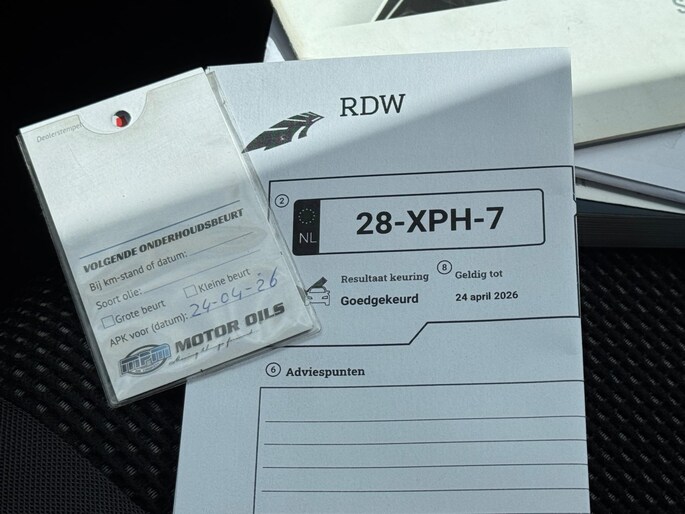 Dealerstempel
VOLGENDE ONDERHOUDSBEURT
Bij km-stand of datum:
Soort olie:
Grote beurt Kleine beurt
APK voor (datum): 24-04-26
MOTOR OILS
RDW
2
NL 28-XPH-7
Resultaat keuring
Goedgekeurd
8 Geldig tot
24 april 2026
6 Adviespunten